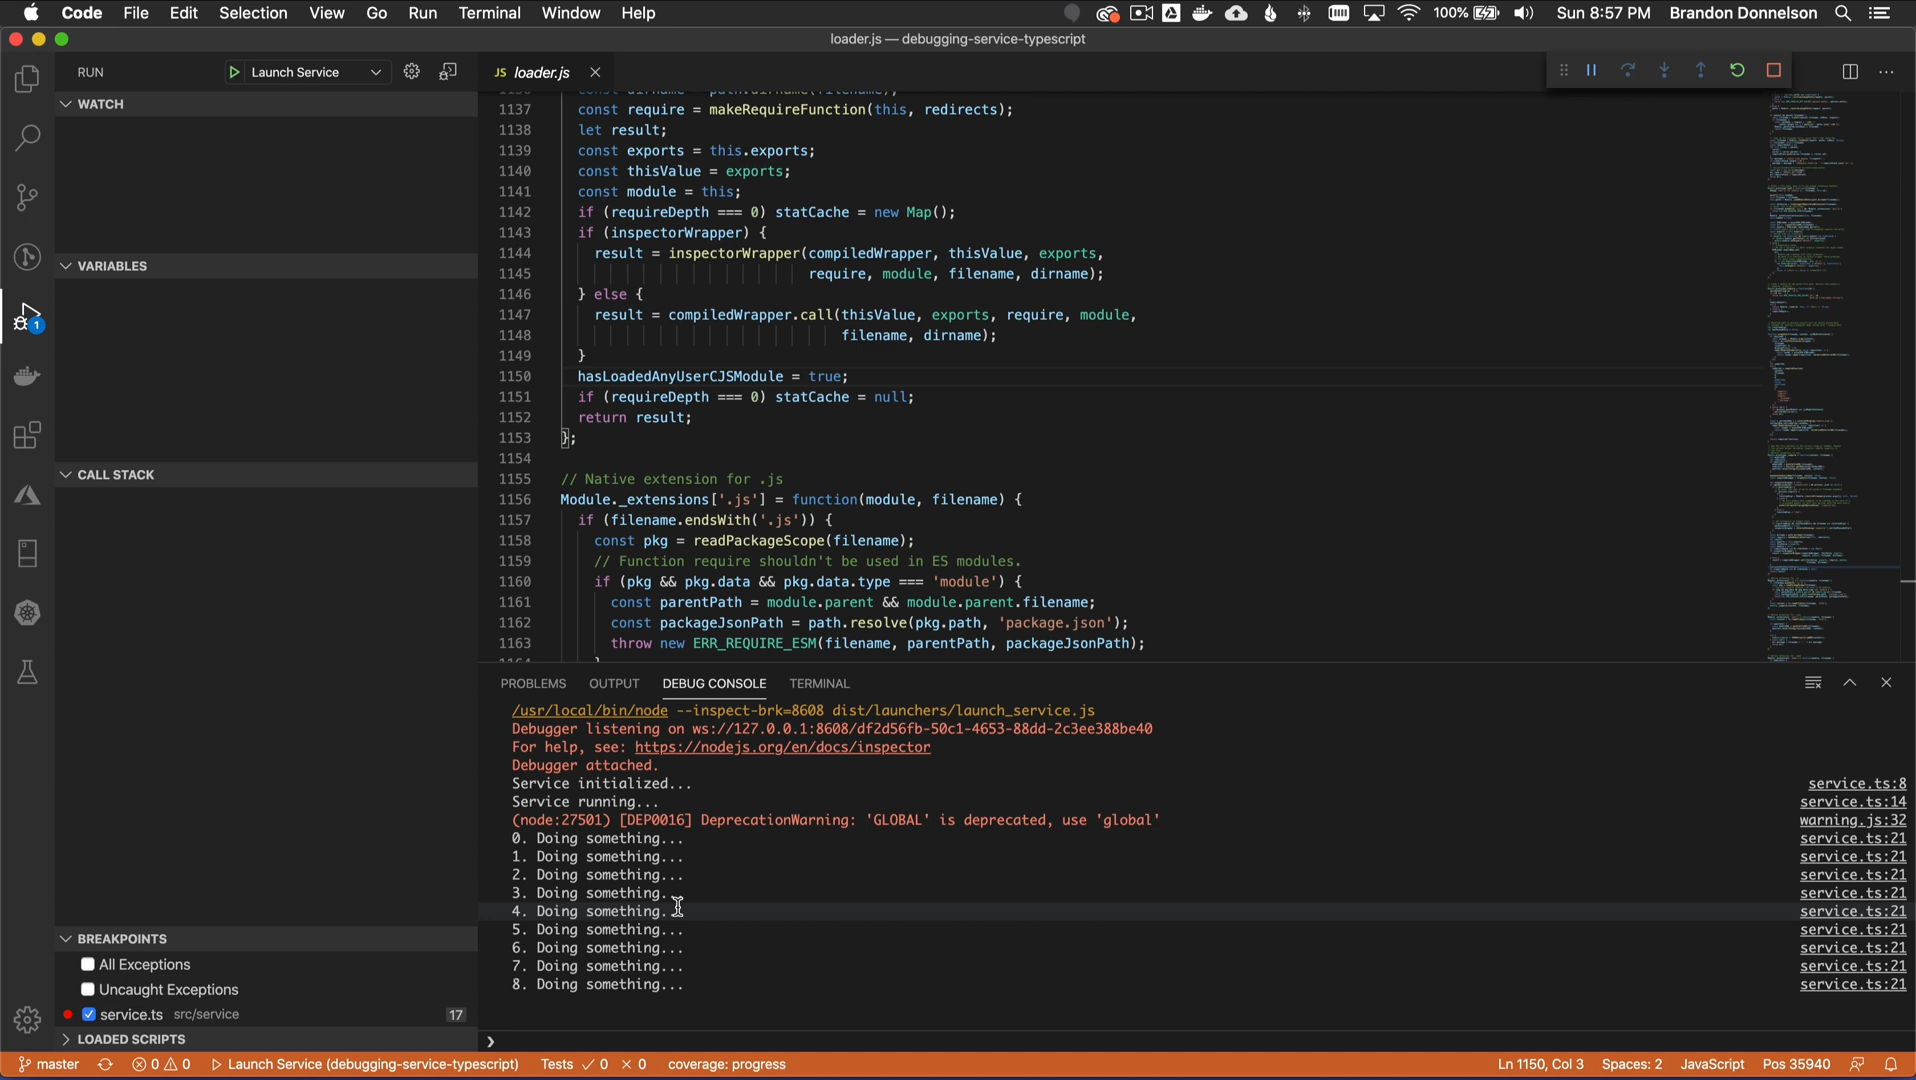 Code File Edit Selection View Go Run Terminal Window Help 100% Sun 8:57 PM Brandon Donnelson
loader.js — debugging-service-typescript
RUN Launch Service
JS loader.js
WATCH
VARIABLES
CALL STACK
1
1137 const require = makeRequireFunction(this, redirects);
1138 let result;
1139 const exports = this.exports;
1140 const thisValue = exports;
1141 const module = this;
1142 if (requireDepth === 0) statCache = new Map();
1143 if (inspectorWrapper) {
1144 result = inspectorWrapper(compiledWrapper, thisValue, exports,
1145 require, module, filename, dirname);
1146 } else {
1147 result = compiledWrapper.call(thisValue, exports, require, module,
1148 filename, dirname);
1149 }
1150 hasLoadedAnyUserCJSModule = true;
1151 if (requireDepth === 0) statCache = null;
1152 return result;
1153 };
1154
1155 // Native extension for .js
1156 Module._extensions['.js'] = function(module, filename) {
1157 if (filename.endsWith('.js')) {
1158 const pkg = readPackageScope(filename);
1159 // Function require shouldn't be used in ES modules.
1160 if (pkg && pkg.data && pkg.data.type === 'module') {
1161 const parentPath = module.parent && module.parent.filename;
1162 const packageJsonPath = path.resolve(pkg.path, 'package.json');
1163 throw new ERR_REQUIRE_ESM(filename, parentPath, packageJsonPath);
PROBLEMS OUTPUT DEBUG CONSOLE TERMINAL
/usr/local/bin/node --inspect-brk=8608 dist/launchers/launch_service.js
Debugger listening on ws://127.0.0.1:8608/df2d56fb-50c1-4653-88dd-2c3ee388be40
For help, see: https://nodejs.org/en/docs/inspector
Debugger attached.
Service initialized... service.ts:8
Service running... service.ts:14
(node:27501) [DEP0016] DeprecationWarning: 'GLOBAL' is deprecated, use 'global' warning.js:32
0. Doing something... service.ts:21
1. Doing something... service.ts:21
2. Doing something... service.ts:21
3. Doing something... service.ts:21
4. Doing something... service.ts:21
5. Doing something... service.ts:21
6. Doing something... service.ts:21
7. Doing something... service.ts:21
8. Doing something... service.ts:21
BREAKPOINTS
All Exceptions
Uncaught Exceptions
service.ts src/service 17
LOADED SCRIPTS
master 0 0 Launch Service (debugging-service-typescript) Tests ✓ 0 × 0 coverage: progress Ln 1150, Col 3 Spaces: 2 JavaScript Pos 35940